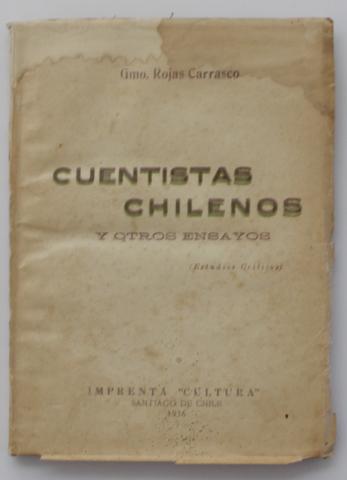 Gmo. Rojas Carrasco
CUENTISTAS
CHILENOS
Y OTROS ENSAYOS
(Estudios Críticos)
IMPRENTA "CULTURA"
SANTIAGO DE CHILE
1936